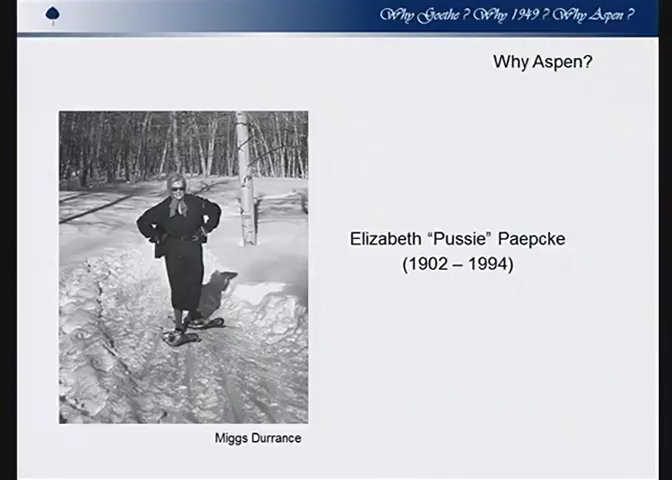 Why Goethe? Why 1949? Why Aspen?
Why Aspen?
Elizabeth “Pussie” Paepcke
(1902 – 1994)
Miggs Durrance